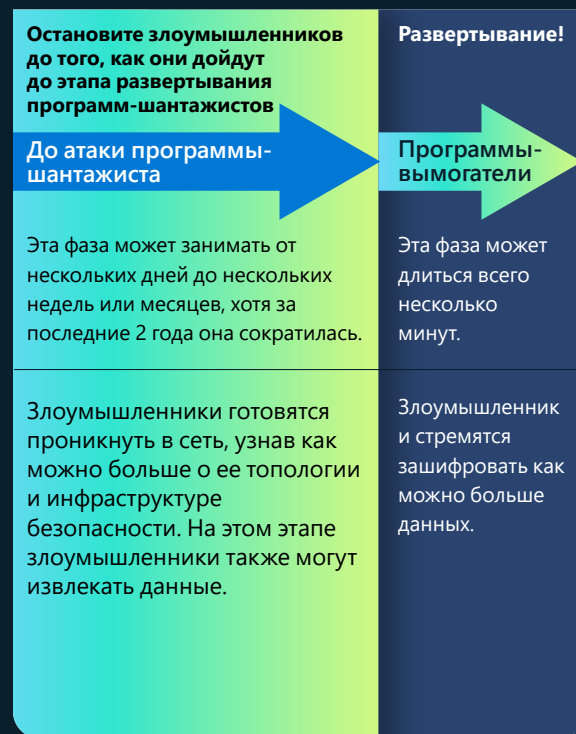 Остановите злоумышленников
до того, как они дойдут
до этапа развертывания
программ-шантажистов
До атаки программы-
шантажиста
Эта фаза может занимать от
нескольких дней до нескольких
недель или месяцев, хотя за
последние 2 года она сократилась.
Злоумышленники готовятся
проникнуть в сеть, узнав как
можно больше о ее топологии
и инфраструктуре
безопасности. На этом этапе
злоумышленники также могут
извлекать данные.
Развертывание!
Программы-
вымогатели
Эта фаза может
длиться всего
несколько
минут.
Злоумышленник
и стремятся
зашифровать как
можно больше
данных.